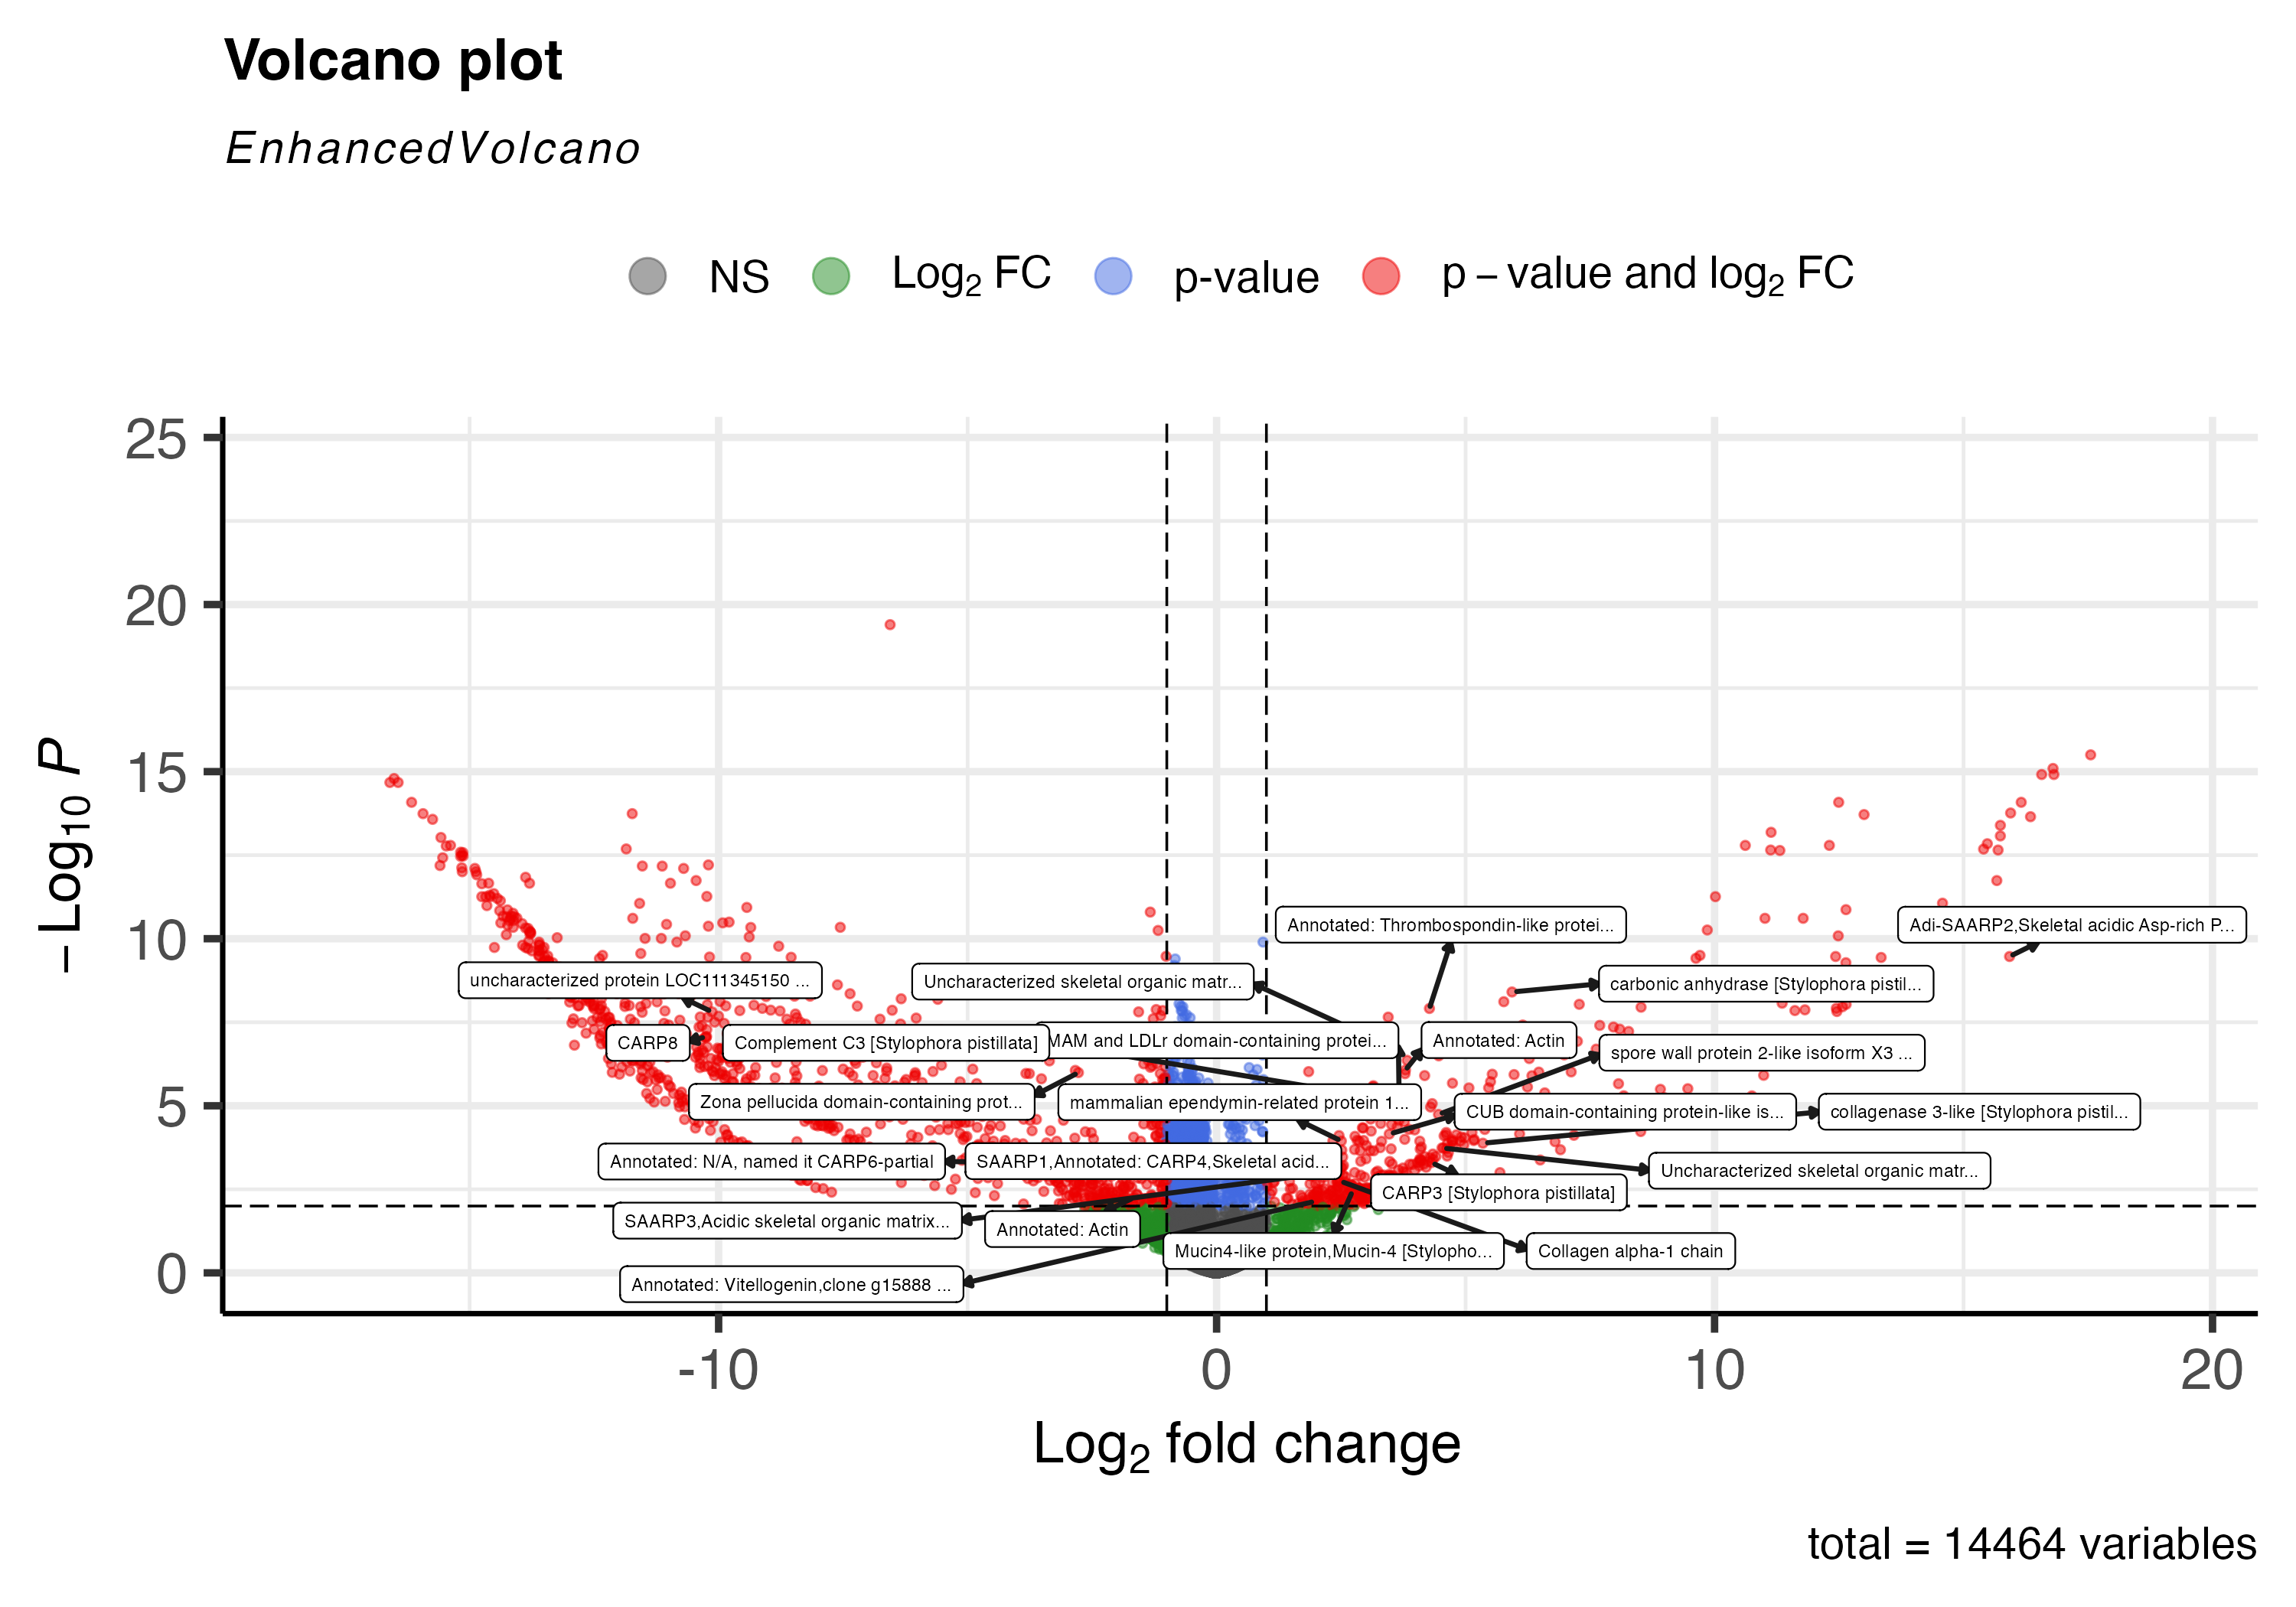 Volcano plot
EnhancedVolcano
NS Log₂ FC p-value p – value and log₂ FC
25
20
15
10
5
0
– Log₁₀ P
Annotated: Thrombospondin-like protei...
Adi-SAARP2,Skeletal acidic Asp-rich P...
uncharacterized protein LOC111345150 ...
Uncharacterized skeletal organic matr...
carbonic anhydrase [Stylophora pistil...
CARP8
Complement C3 [Stylophora pistillata]
MAM and LDLr domain-containing protei...
Annotated: Actin
spore wall protein 2-like isoform X3 ...
Zona pellucida domain-containing prot...
mammalian ependymin-related protein 1...
CUB domain-containing protein-like is...
collagenase 3-like [Stylophora pistil...
Annotated: N/A, named it CARP6-partial
SAARP1,Annotated: CARP4,Skeletal acid...
Uncharacterized skeletal organic matr...
CARP3 [Stylophora pistillata]
SAARP3,Acidic skeletal organic matrix...
Annotated: Actin
Mucin4-like protein,Mucin-4 [Stylopho...
Collagen alpha-1 chain
Annotated: Vitellogenin,clone g15888 ...
-10 0 10 20
Log₂ fold change
total = 14464 variables